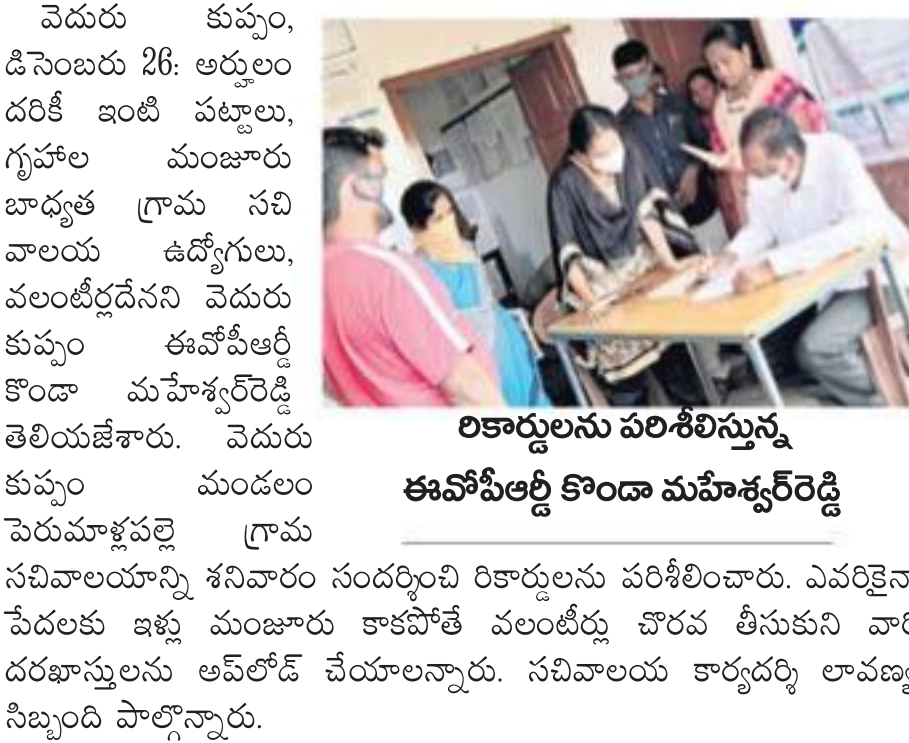 వెదురు కుప్పం,
డిసెంబరు 26: అర్హులం
దరికీ ఇంటి పట్టాలు,
గృహాల మంజూరు
బాధ్యత గ్రామ సచి
వాలయ ఉద్యోగులు,
వలంటీర్లదేనని వెదురు
కుప్పం ఈవోపీఆర్డీ
కొండా మహేశ్వర్‌రెడ్డి
తెలియజేశారు. వెదురు
కుప్పం మండలం
పెరుమాళ్లపల్లె గ్రామ
సచివాలయాన్ని శనివారం సందర్శించి రికార్డులను పరిశీలించారు. ఎవరికైనా
పేదలకు ఇళ్లు మంజూరు కాకపోతే వలంటీర్లు చొరవ తీసుకుని వారి
దరఖాస్తులను అప్‌లోడ్ చేయాలన్నారు. సచివాలయ కార్యదర్శి లావణ్య
సిబ్బంది పాల్గొన్నారు.
రికార్డులను పరిశీలిస్తున్న
ఈవోపీఆర్డీ కొండా మహేశ్వర్‌రెడ్డి